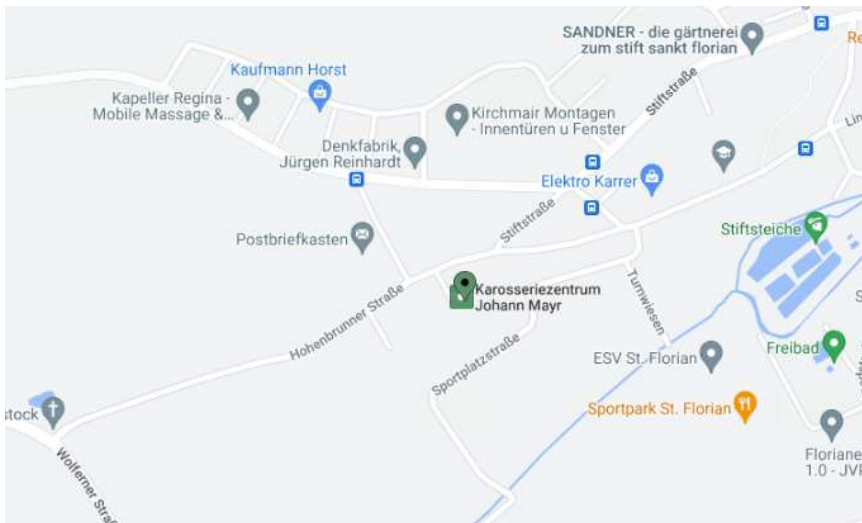 SANDNER - die gärtnerei
zum stift sankt florian
Re
Kaufmann Horst
Kapeller Regina -
Mobile Massage &...
Kirchmair Montagen
- Innentüren u Fenster
Stiftstraße
Lin
Denkfabrik,
Jürgen Reinhardt
Elektro Karrer
Stiftstraße
Stiftsteiche
Postbriefkasten
Karosseriezentrum
Johann Mayr
Turnwiesen
Hohenbrunner Straße
Sportplatzstraße
ESV St. Florian
Freibad
stock
Sportpark St. Florian
Wolferner Stra
Floriane
1.0 - JVP